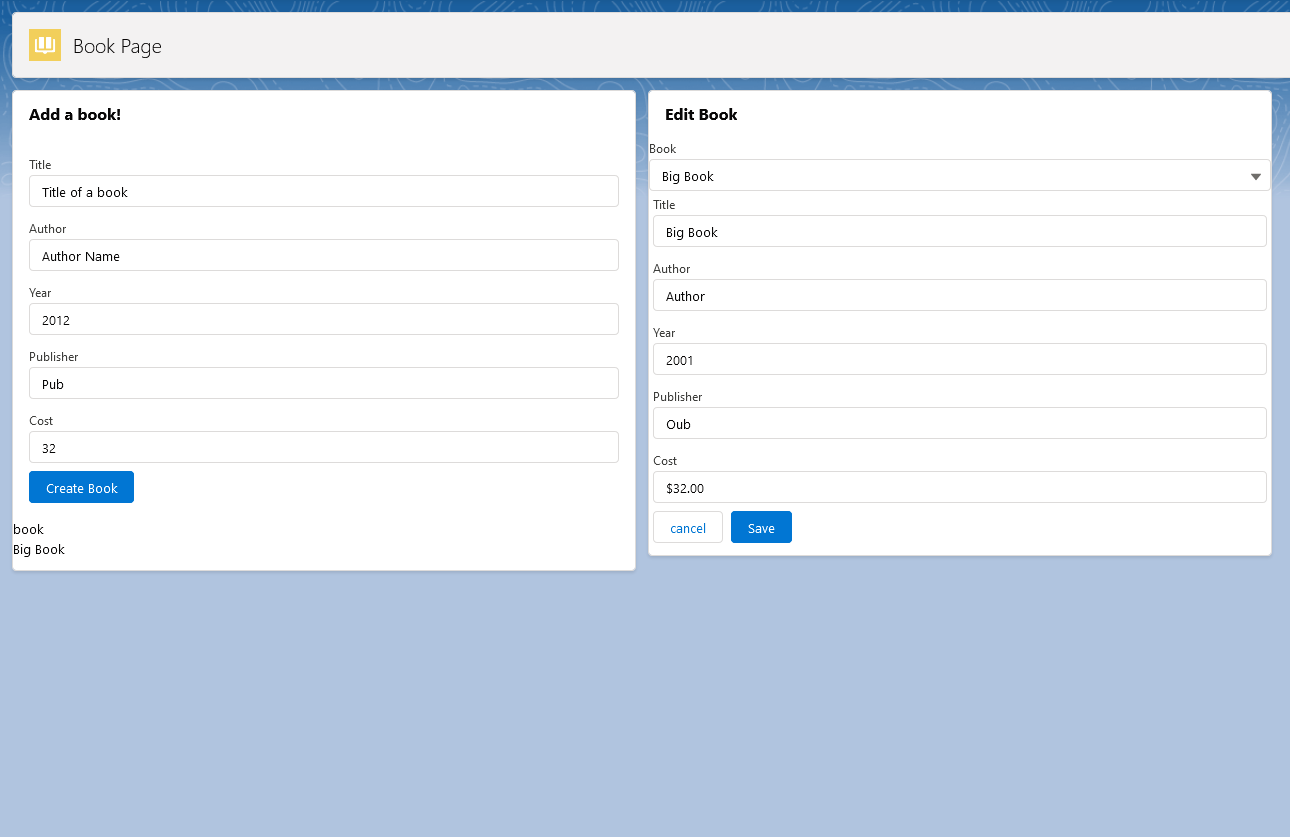 Book Page
Add a book!
Title
Title of a book
Author
Author Name
Year
2012
Publisher
Pub
Cost
32
Create Book
book
Big Book
Edit Book
Book
Big Book
Title
Big Book
Author
Author
Year
2001
Publisher
Oub
Cost
$32.00
cancel Save